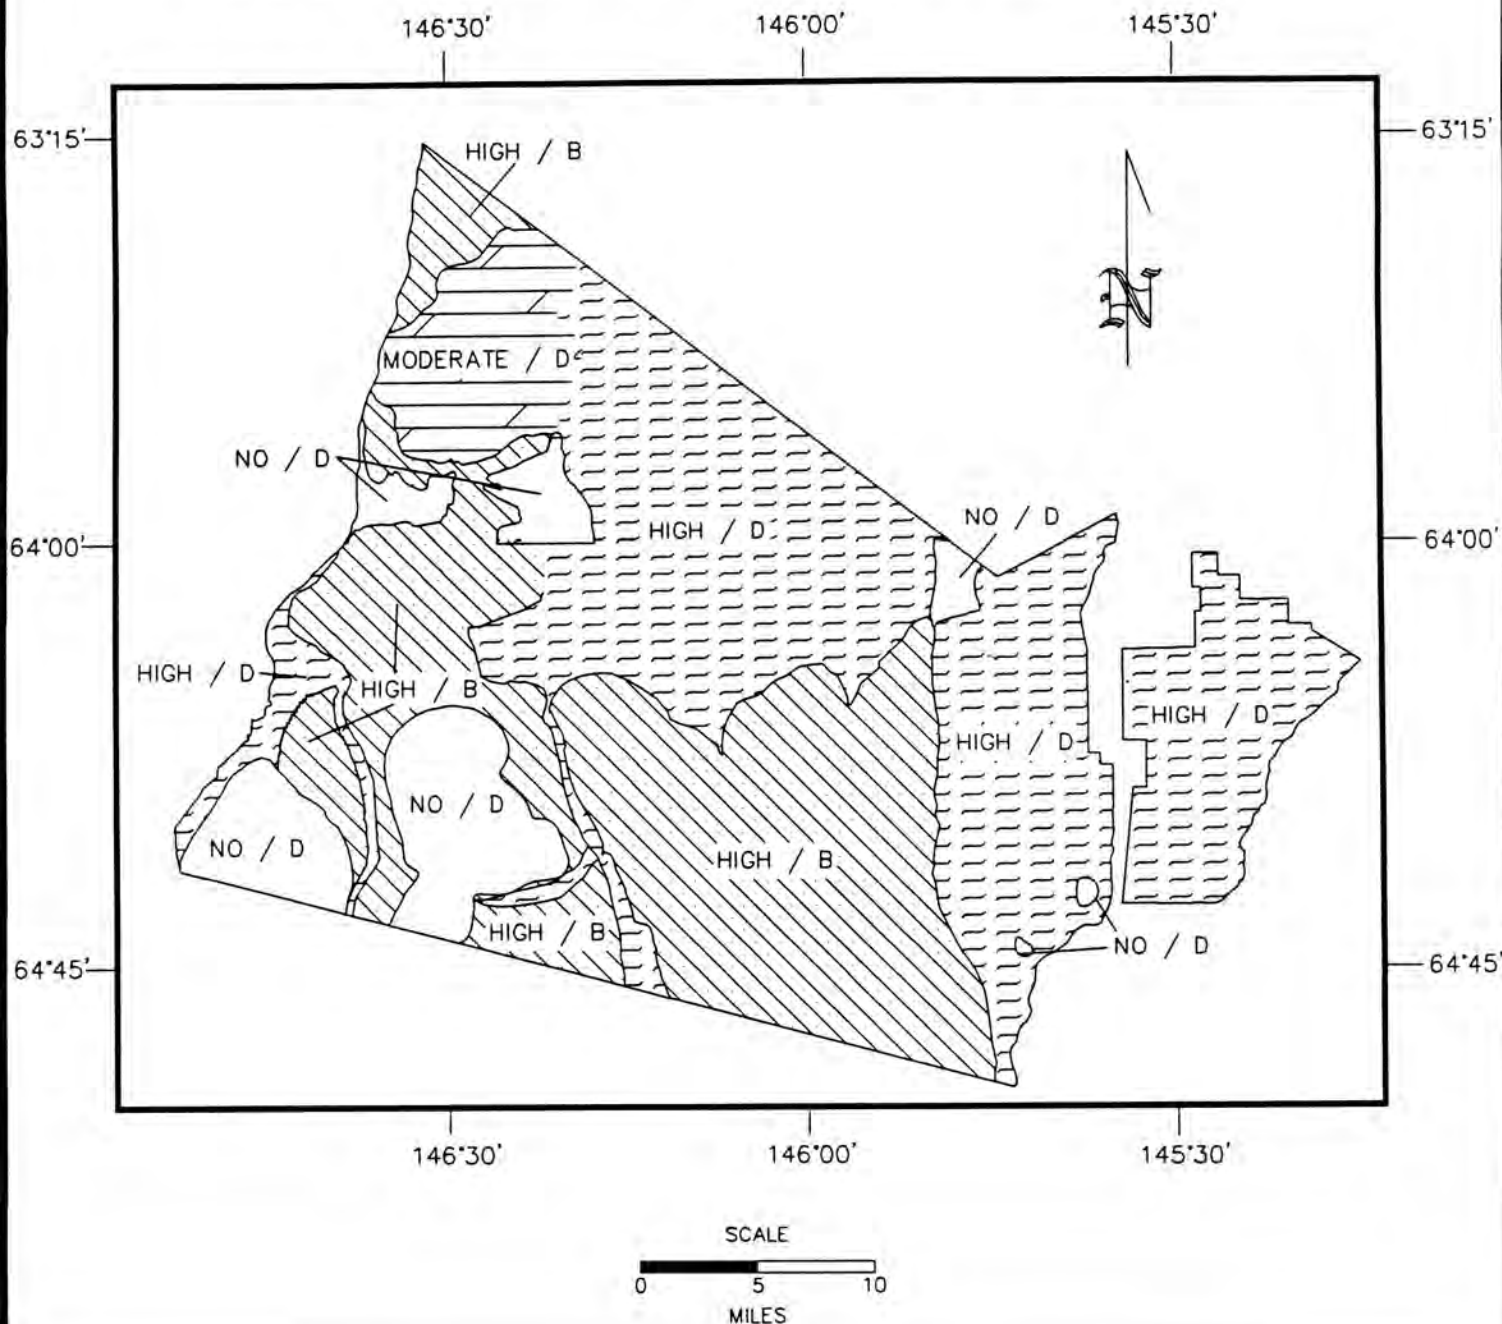 146°30' 146°00' 145°30'
63°15' 63°15'
HIGH / B
N
MODERATE / D
NO / D
NO / D
HIGH / D
64°00' 64°00'
HIGH / D
HIGH / B
HIGH / D
HIGH / D
NO / D
NO / D
HIGH / B
HIGH / B
NO / D
64°45' 64°45'
146°30' 146°00' 145°30'
SCALE
0 5 10
MILES